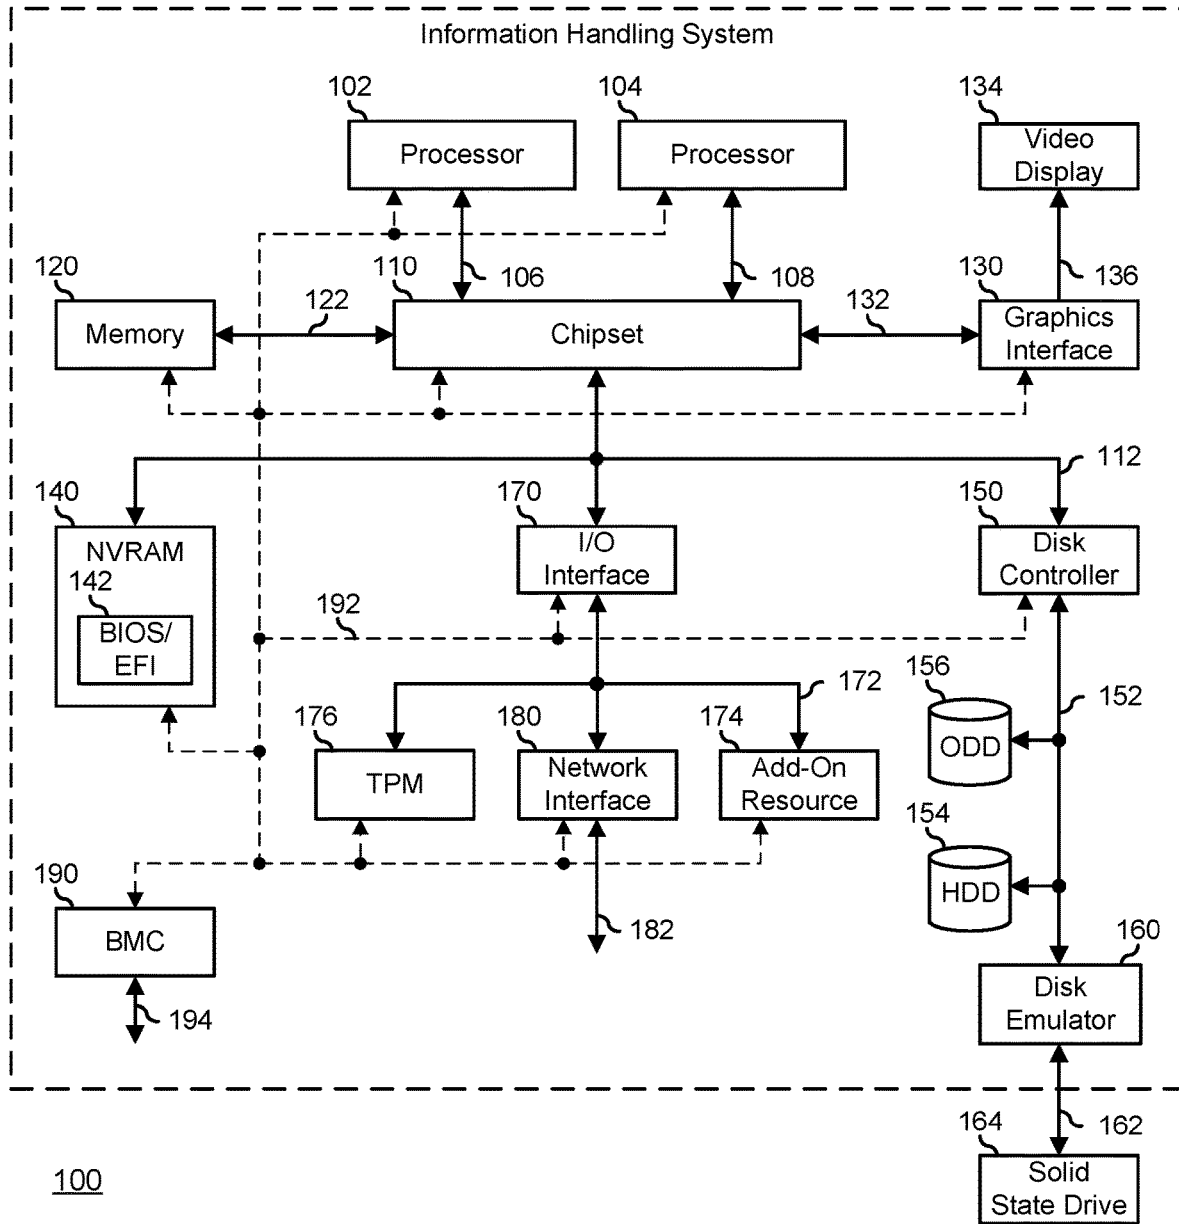 Information Handling System
102
104
134
Processor
Processor
Video
Display
120
110
106
108
130
136
122
132
Memory
Chipset
Graphics
Interface
112
140
170
150
NVRAM
I/O
Interface
Disk
Controller
142
BIOS/
EFI
192
156
172
152
176
180
174
ODD
TPM
Network
Interface
Add-On
Resource
154
190
HDD
BMC
182
160
194
Disk
Emulator
164
162
100
Solid
State Drive